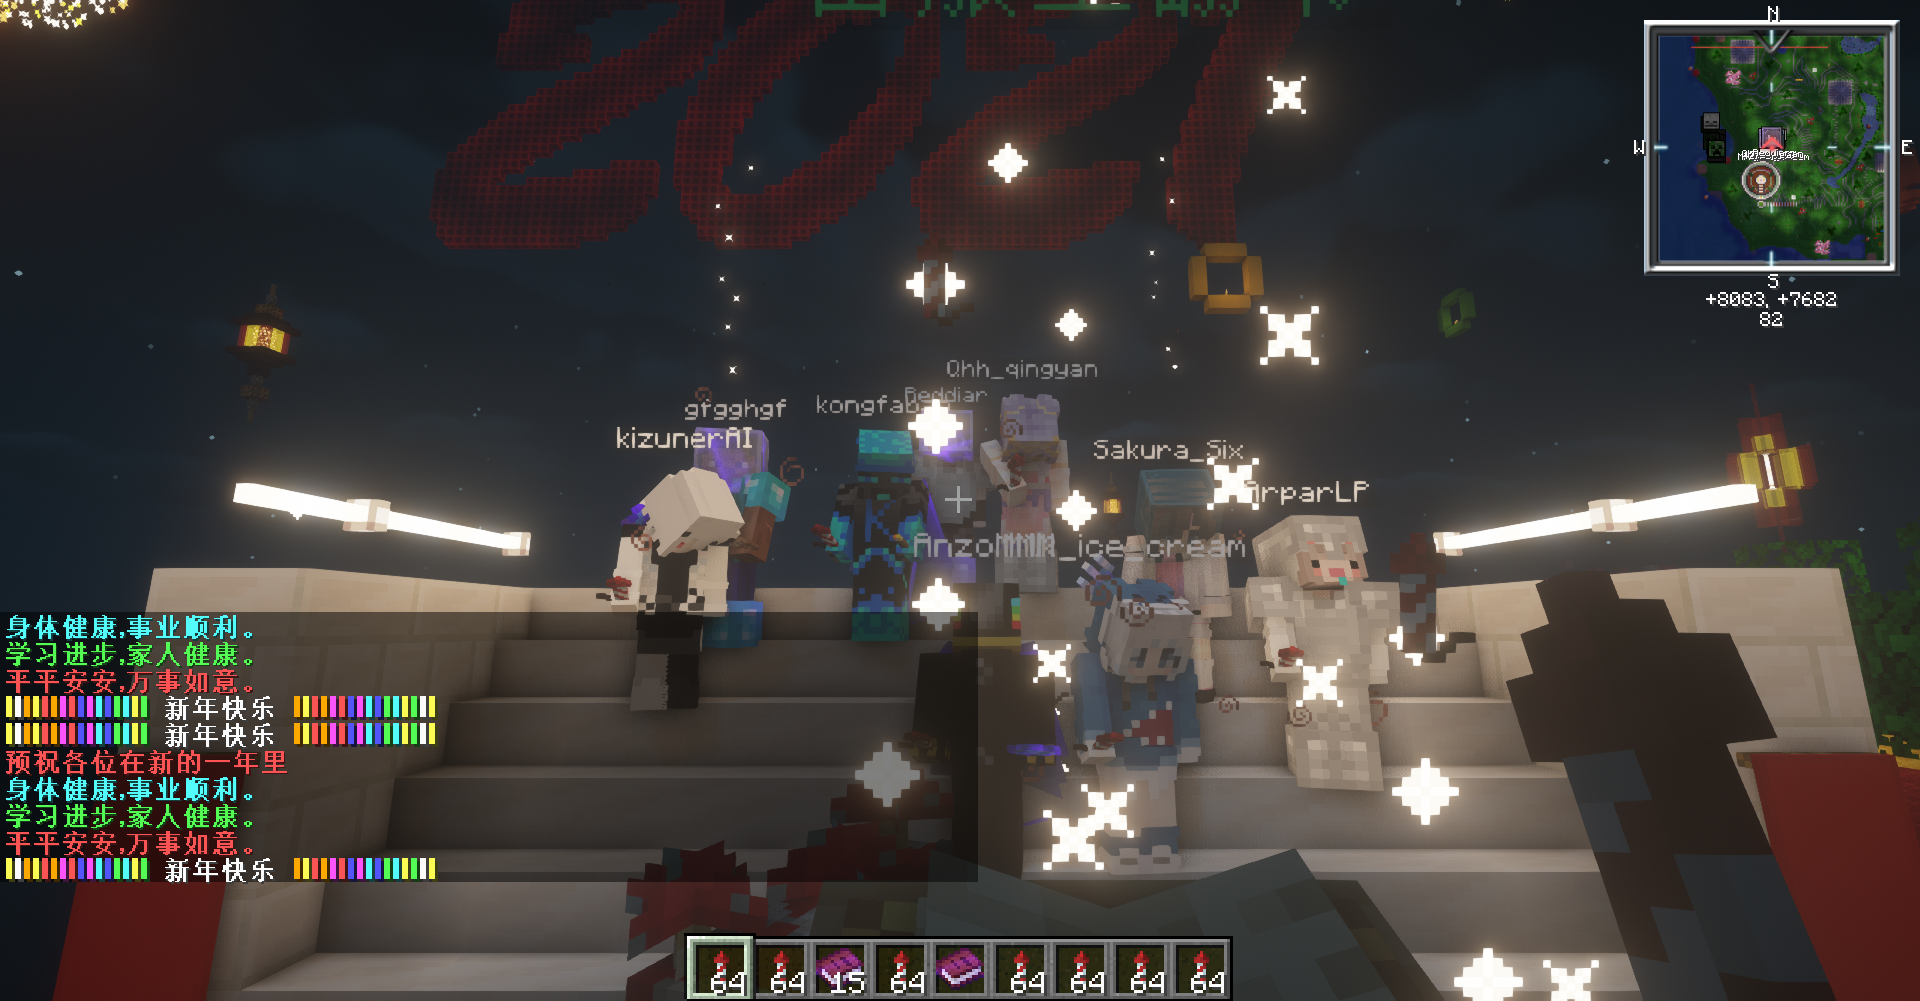 2021
N
W
E
S
+8083, +7682
82
Qhh_qingyan
Reddian
gfgghgf
kizunerAI
Sakura_Six
身体健康,事业顺利。
学习进步,家人健康。
平平安安,万事如意。
新年快乐
新年快乐
预祝各位在新的一年里
身体健康,事业顺利。
学习进步,家人健康。
平平安安,万事如意。
新年快乐
64
64
15
64
64
64
64
64